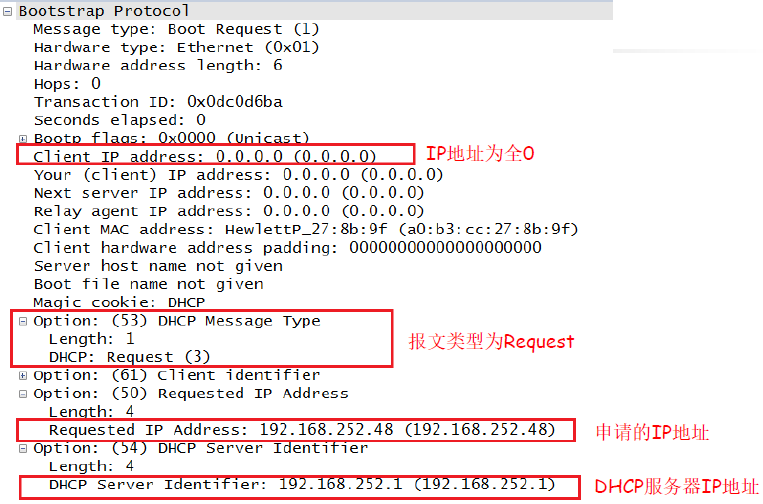 Bootstrap Protocol
Message type: Boot Request (1)
Hardware type: Ethernet (0x01)
Hardware address length: 6
Hops: 0
Transaction ID: 0x0dc0d6ba
Seconds elapsed: 0
Bootp flags: 0x0000 (Unicast)
Client IP address: 0.0.0.0 (0.0.0.0) IP地址为全0
Your (client) IP address: 0.0.0.0 (0.0.0.0)
Next server IP address: 0.0.0.0 (0.0.0.0)
Relay agent IP address: 0.0.0.0 (0.0.0.0)
Client MAC address: HewlettP_27:8b:9f (a0:b3:cc:27:8b:9f)
Client hardware address padding: 00000000000000000000
Server host name not given
Boot file name not given
Magic cookie: DHCP
Option: (53) DHCP Message Type
Length: 1 报文类型为Request
DHCP: Request (3)
Option: (61) Client identifier
Option: (50) Requested IP Address
Length: 4
Requested IP Address: 192.168.252.48 (192.168.252.48) 申请的IP地址
Option: (54) DHCP Server Identifier
Length: 4
DHCP Server Identifier: 192.168.252.1 (192.168.252.1) DHCP服务器IP地址